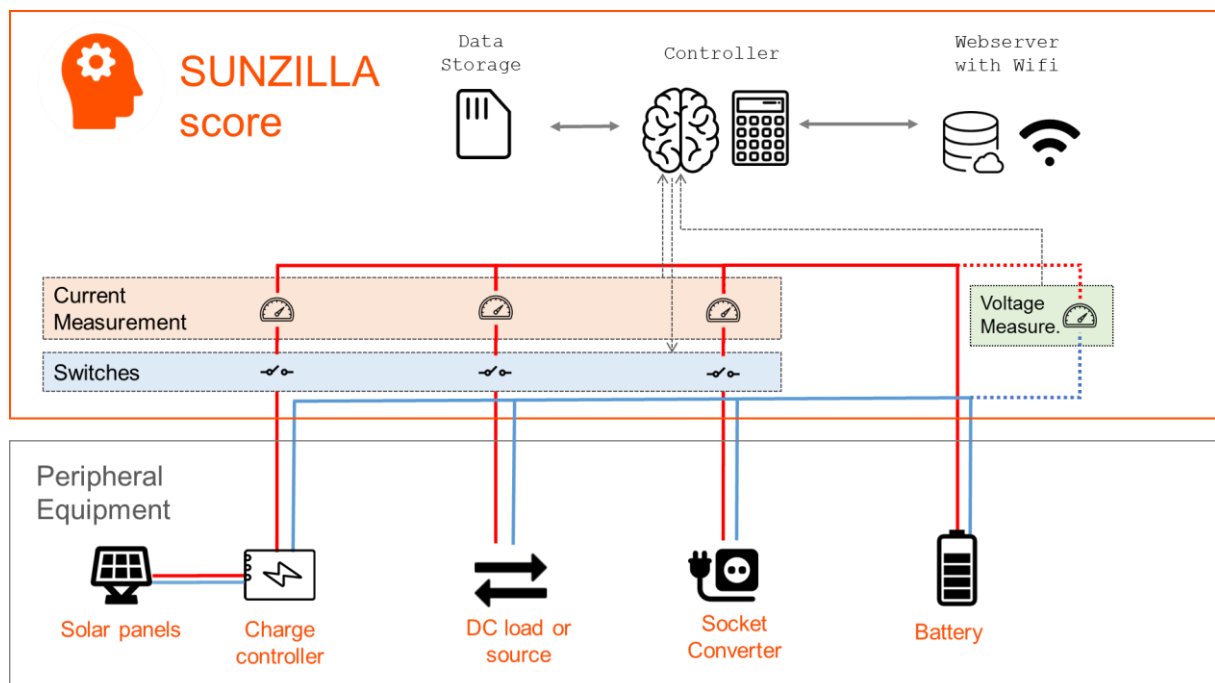 SUNZILLA
score
Data
Storage
Controller
Webserver
with Wifi
Current
Measurement
Voltage
Measure.
Switches
Peripheral
Equipment
Solar panels
Charge
controller
DC load or
source
Socket
Converter
Battery